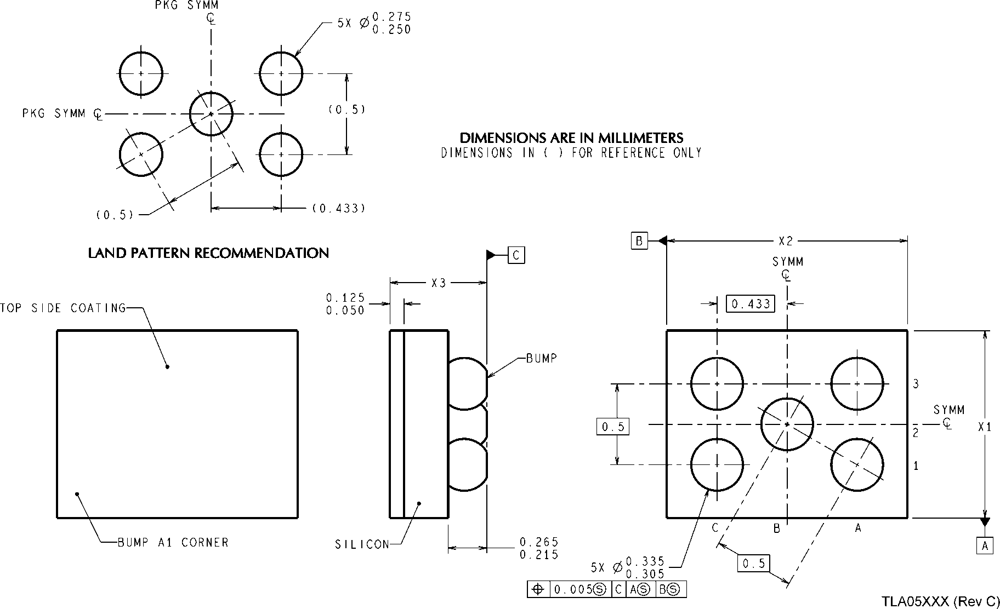 PKG SYMM
℄
5X ⌀ 0.275
0.250
(0.5)
PKG SYMM ℄
(0.5)
(0.433)
LAND PATTERN RECOMMENDATION
DIMENSIONS ARE IN MILLIMETERS
DIMENSIONS IN ( ) FOR REFERENCE ONLY
TOP SIDE COATING
BUMP A1 CORNER
C
X3
0.125
0.050
BUMP
SILICON
0.265
0.215
B
X2
SYMM
℄
0.433
3
SYMM
℄
0.5
2
X1
1
C B A
A
0.5
5X ⌀ 0.335
0.305
⌖ 0.005Ⓢ C AⓈ BⓈ
TLA05XXX (Rev C)